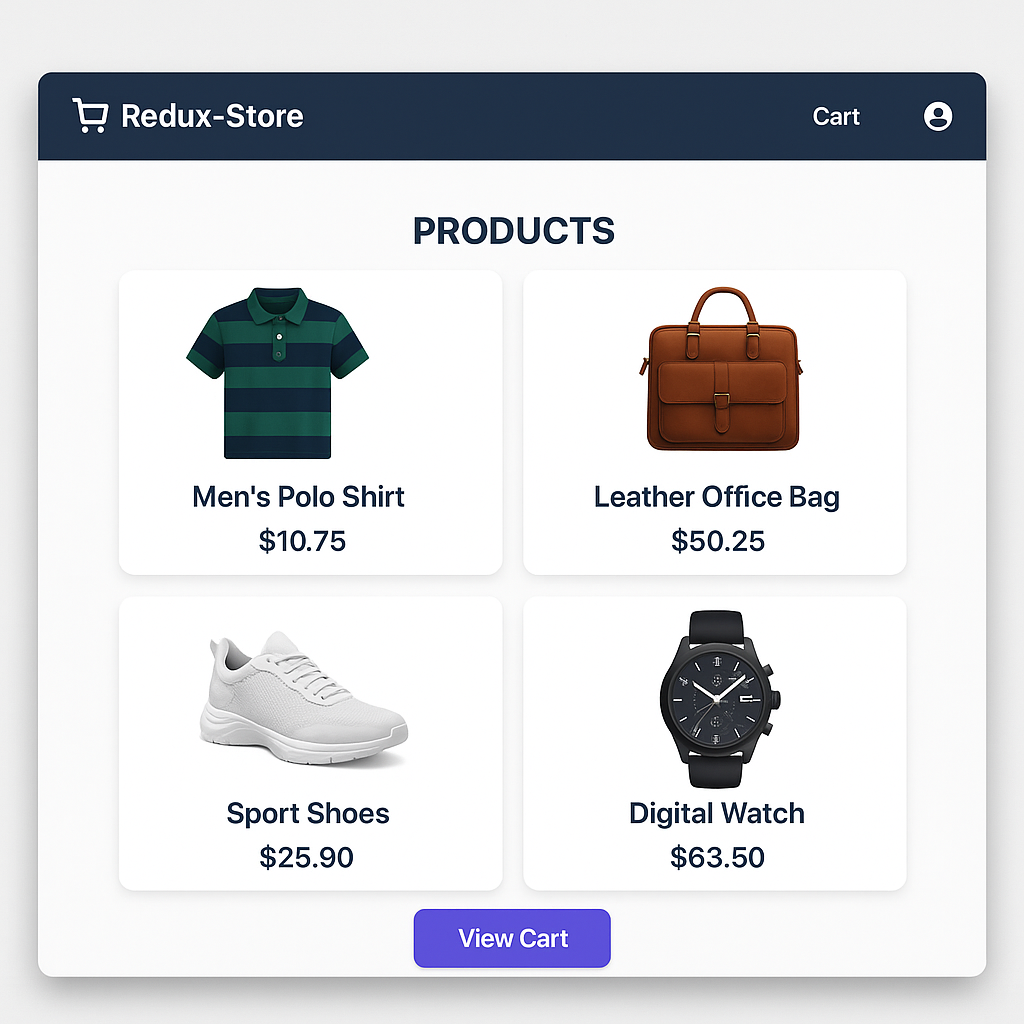 Redux-Store
Cart
PRODUCTS
Men's Polo Shirt
$10.75
Leather Office Bag
$50.25
Sport Shoes
$25.90
Digital Watch
$63.50
View Cart